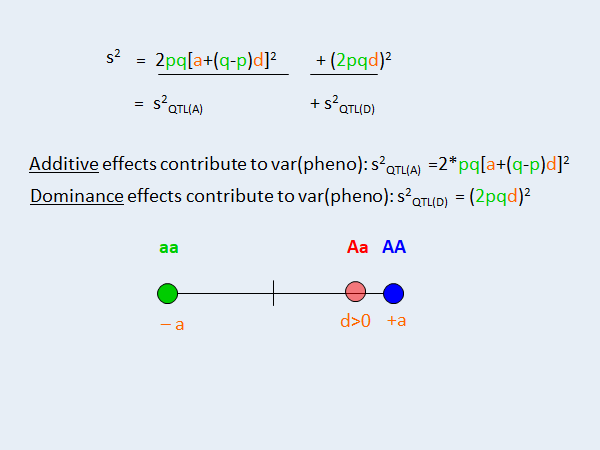 s² = 2pq[a+(q-p)d]² + (2pqd)²
= s²QTL(A) + s²QTL(D)
Additive effects contribute to var(pheno): s²QTL(A) =2*pq[a+(q-p)d]²
Dominance effects contribute to var(pheno): s²QTL(D) = (2pqd)²
aa Aa AA
– a d>0 +a